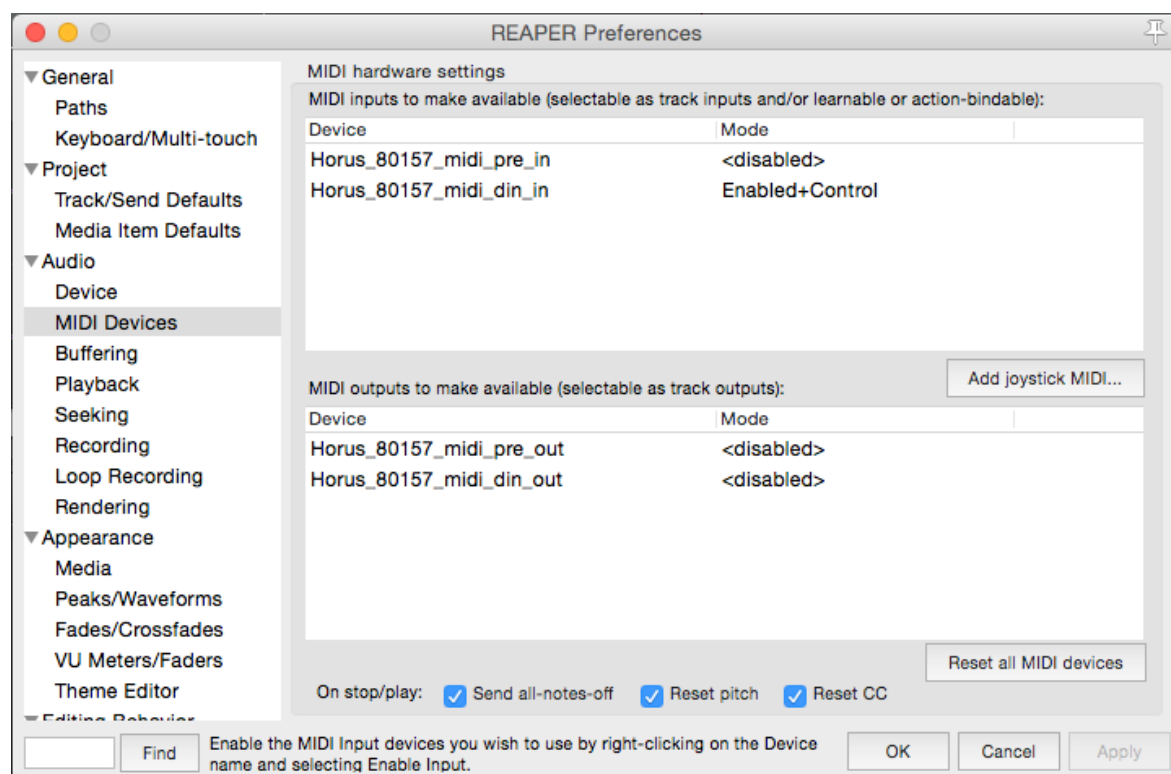 REAPER Preferences
General
Paths
Keyboard/Multi-touch
Project
Track/Send Defaults
Media Item Defaults
Audio
Device
MIDI Devices
Buffering
Playback
Seeking
Recording
Loop Recording
Rendering
Appearance
Media
Peaks/Waveforms
Fades/Crossfades
VU Meters/Faders
Theme Editor
Editing Behavior
MIDI hardware settings
MIDI inputs to make available (selectable as track inputs and/or learnable or action-bindable):
Device Mode
Horus_80157_midi_pre_in <disabled>
Horus_80157_midi_din_in Enabled+Control
Add joystick MIDI...
MIDI outputs to make available (selectable as track outputs):
Device Mode
Horus_80157_midi_pre_out <disabled>
Horus_80157_midi_din_out <disabled>
Reset all MIDI devices
On stop/play: Send all-notes-off Reset pitch Reset CC
Find
Enable the MIDI Input devices you wish to use by right-clicking on the Device
name and selecting Enable Input.
OK Cancel Apply